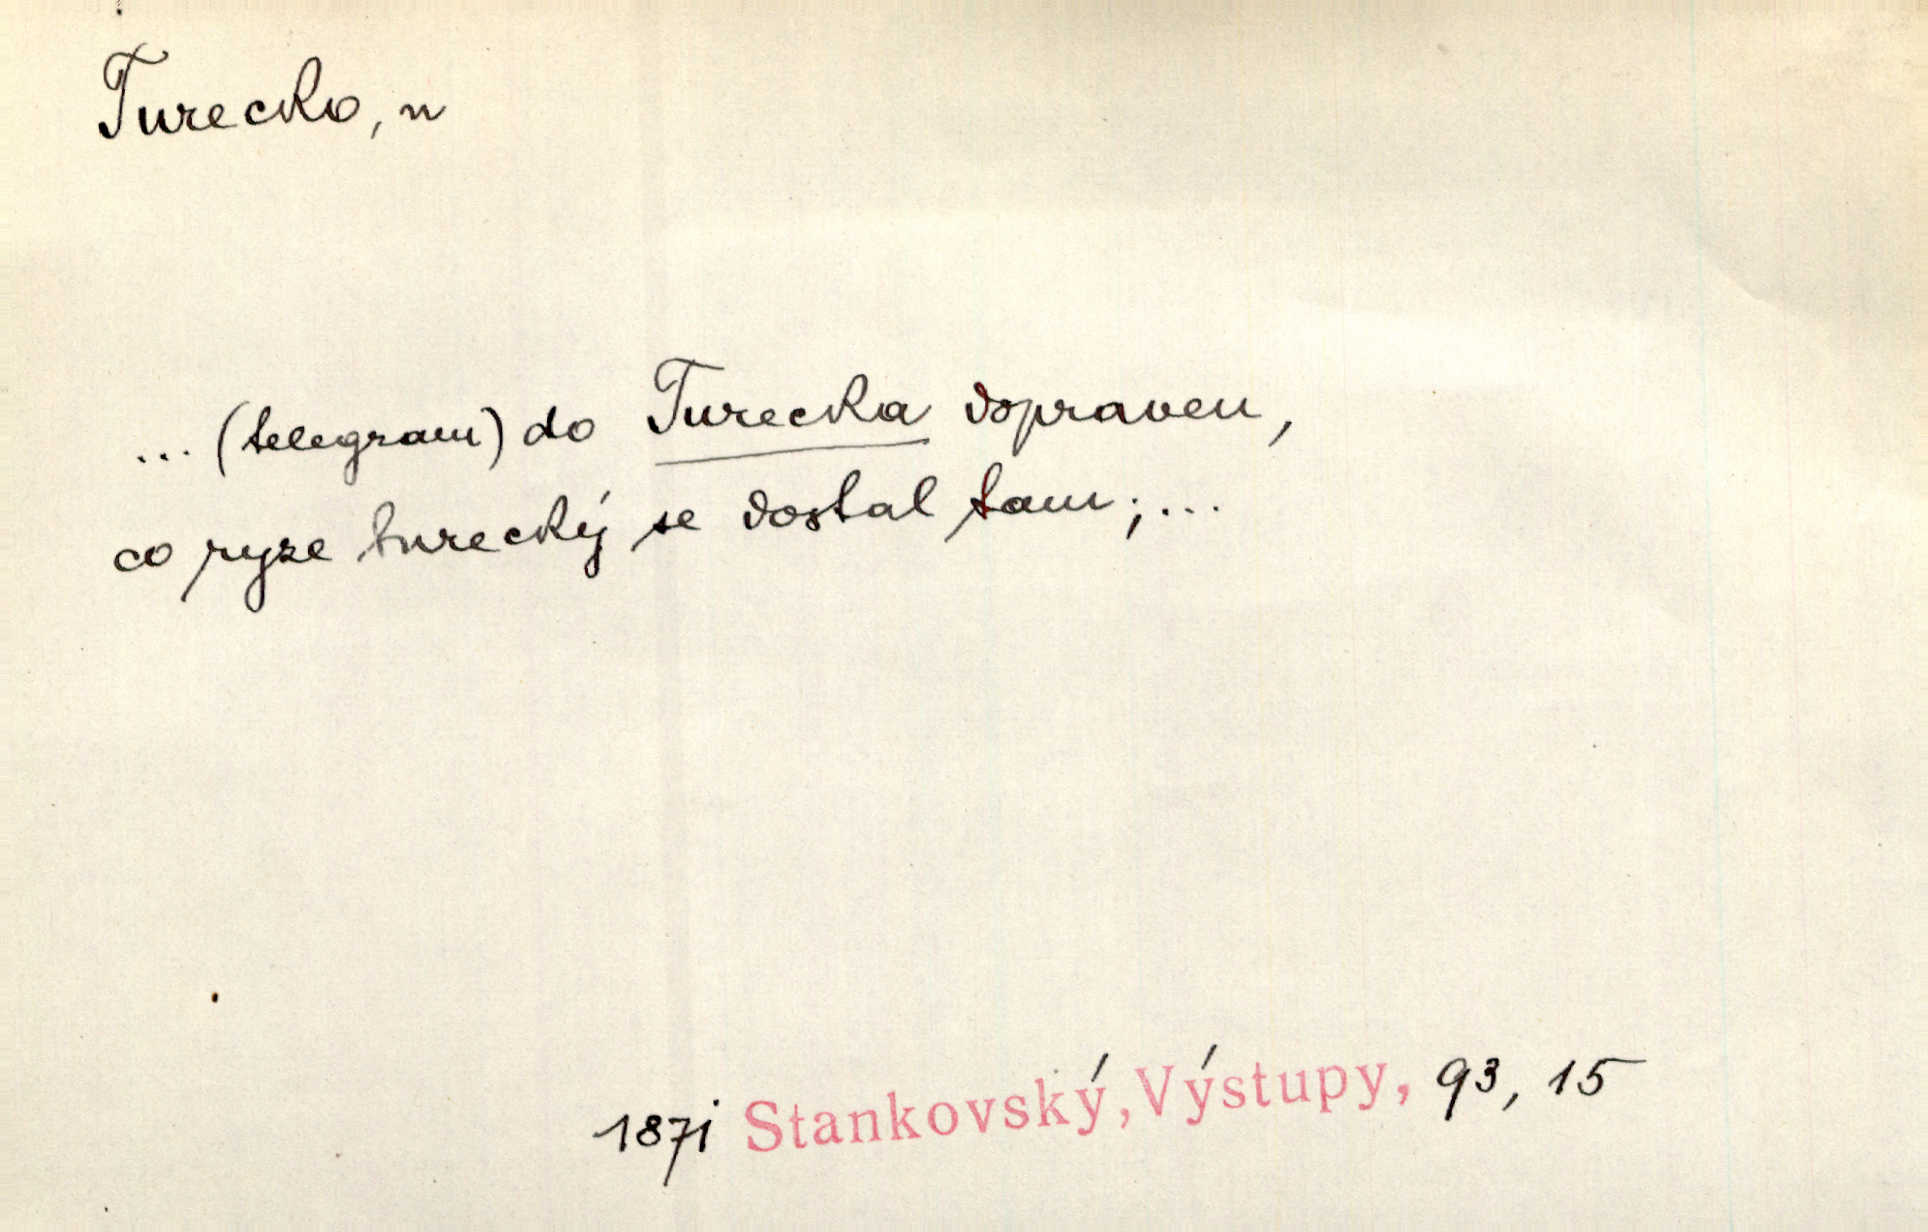 Turecko, n
... (telegram) do Turecka dopraven,
co ryze turecký se dostal tam; ...
1871 Stankovský, Výstupy, 93, 15